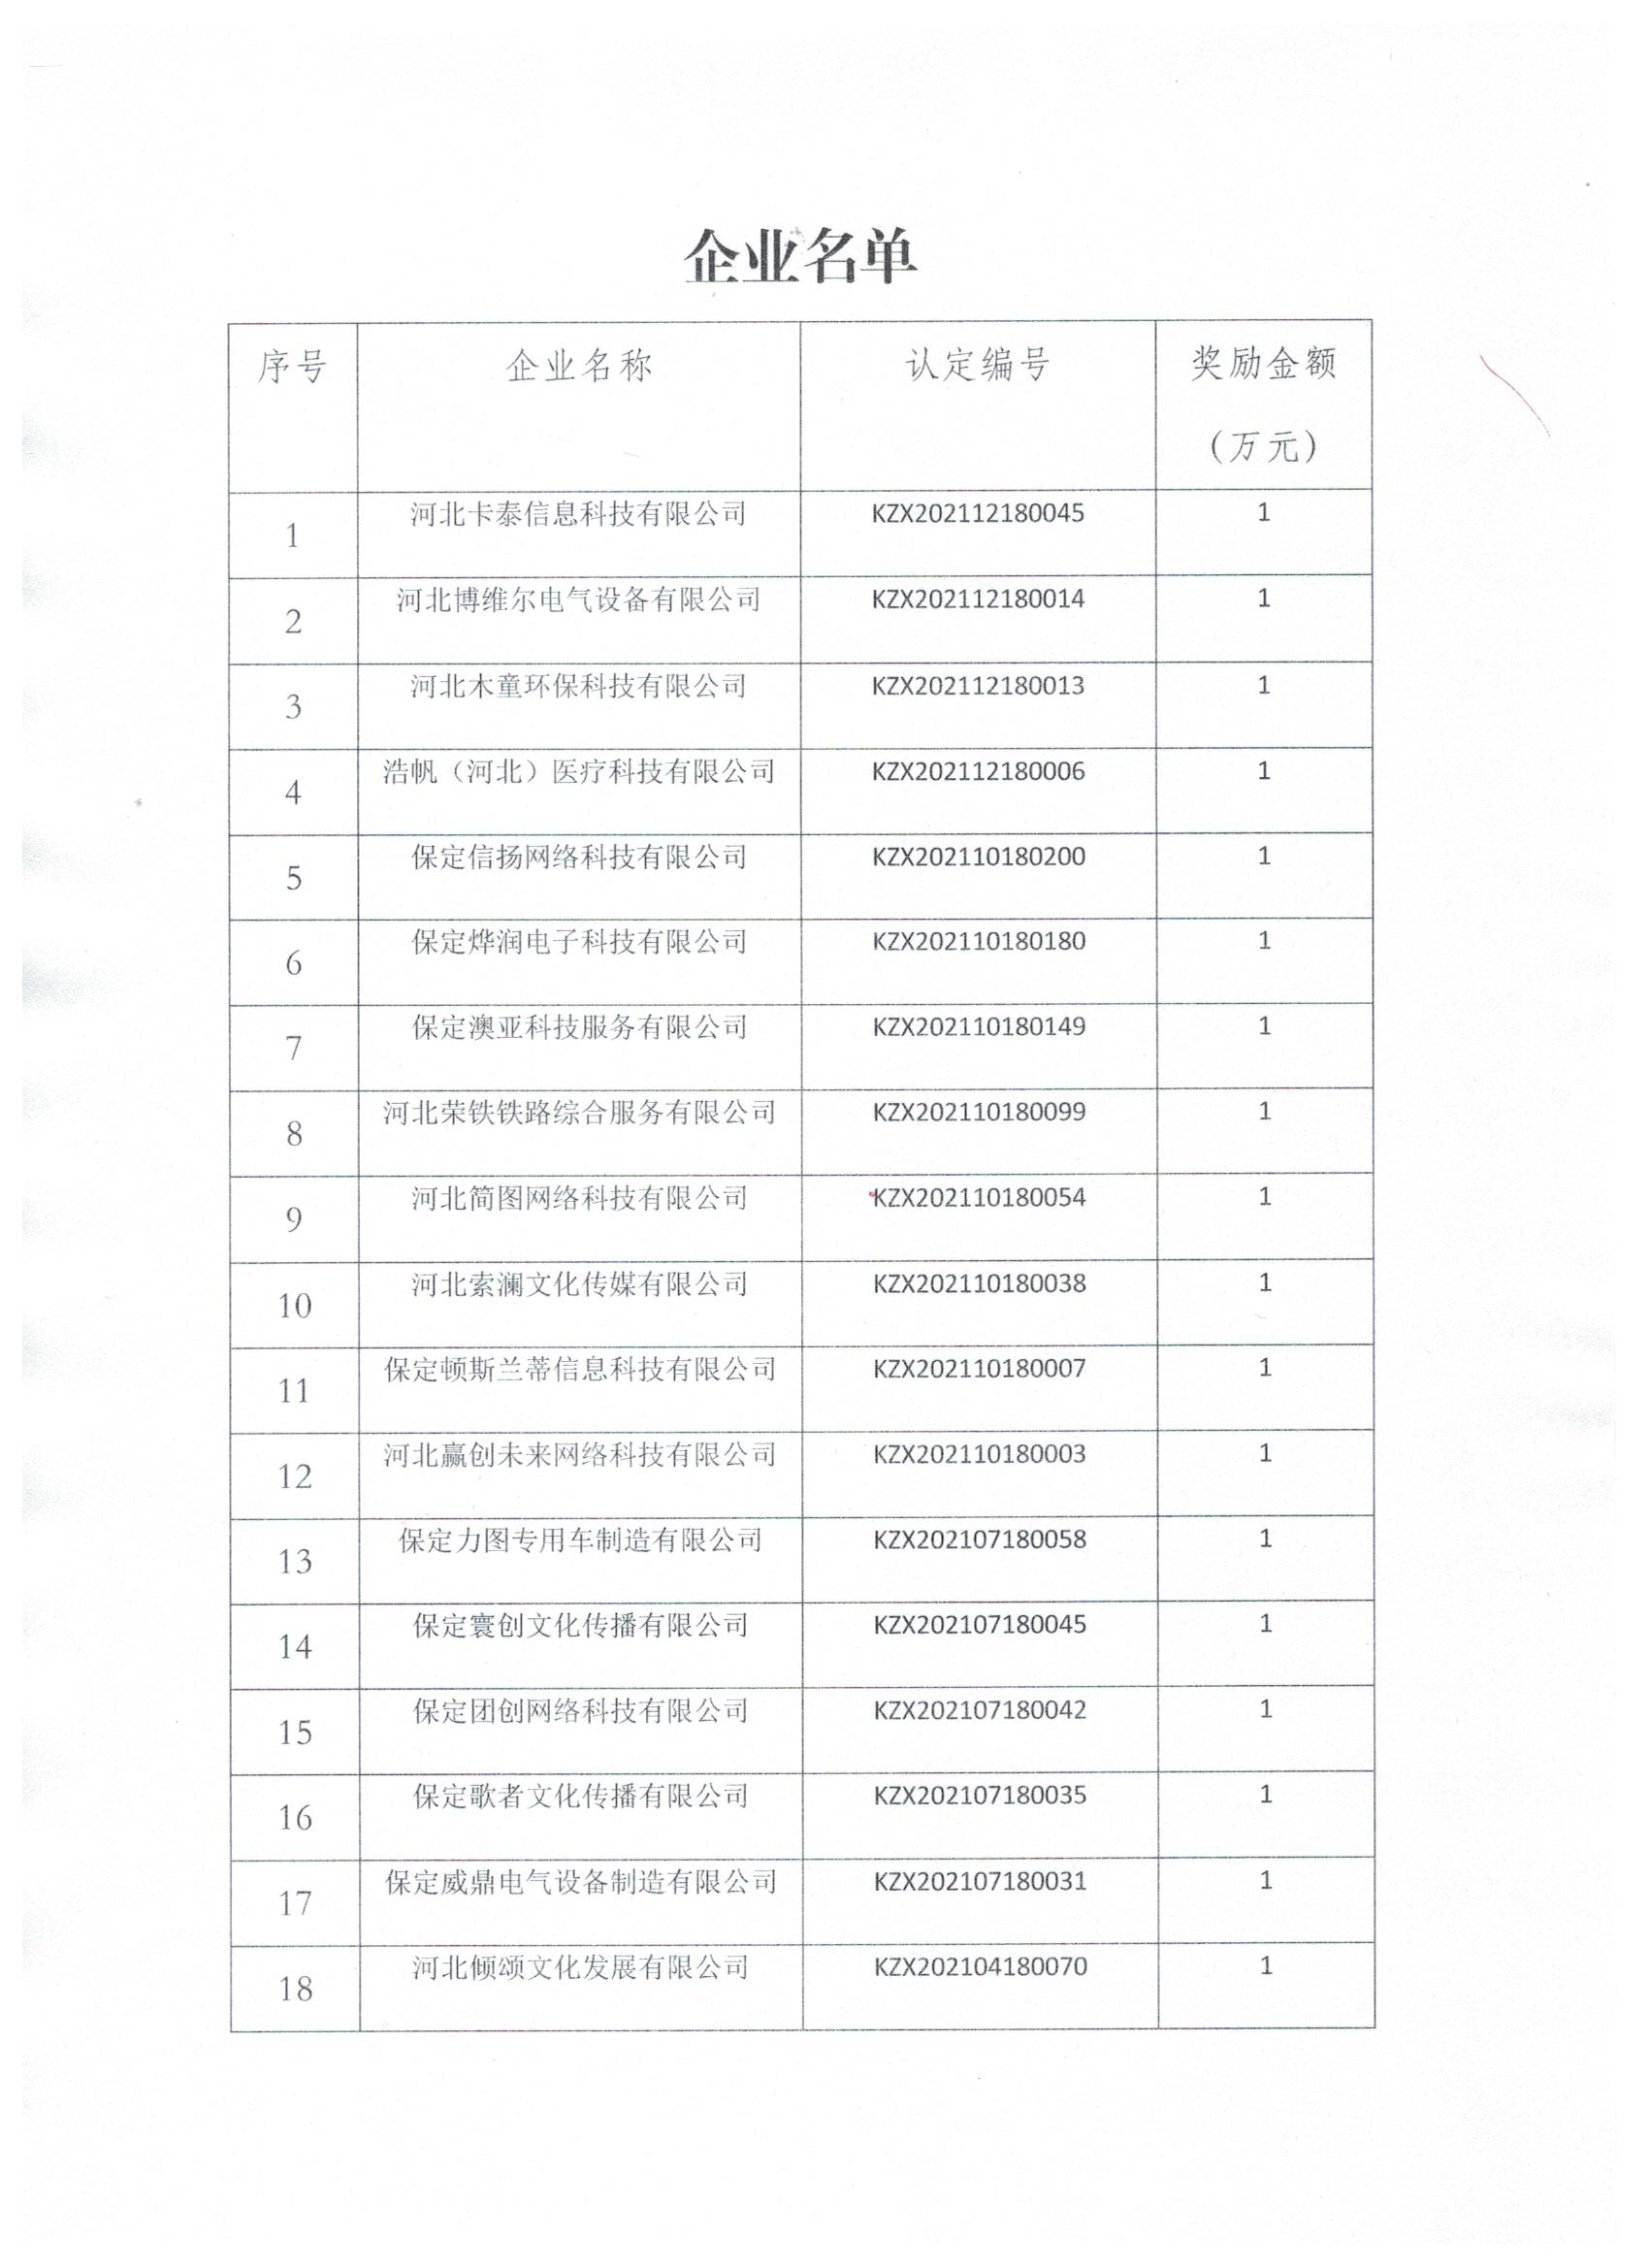 企业名单
序号 企业名称 认定编号 奖励金额
(万元)
1 河北卡泰信息科技有限公司 KZX202112180045 1
2 河北博维尔电气设备有限公司 KZX202112180014 1
3 河北木童环保科技有限公司 KZX202112180013 1
4 浩帆（河北）医疗科技有限公司 KZX202112180006 1
5 保定信扬网络科技有限公司 KZX202110180200 1
6 保定烨润电子科技有限公司 KZX202110180180 1
7 保定澳亚科技服务有限公司 KZX202110180149 1
8 河北荣铁铁路综合服务有限公司 KZX202110180099 1
9 河北简图网络科技有限公司 KZX202110180054 1
10 河北索澜文化传媒有限公司 KZX202110180038 1
11 保定顿斯兰蒂信息科技有限公司 KZX202110180007 1
12 河北赢创未来网络科技有限公司 KZX202110180003 1
13 保定力图专用车制造有限公司 KZX202107180058 1
14 保定寰创文化传播有限公司 KZX202107180045 1
15 保定团创网络科技有限公司 KZX202107180042 1
16 保定歌者文化传播有限公司 KZX202107180035 1
17 保定威鼎电气设备制造有限公司 KZX202107180031 1
18 河北倾颂文化发展有限公司 KZX202104180070 1